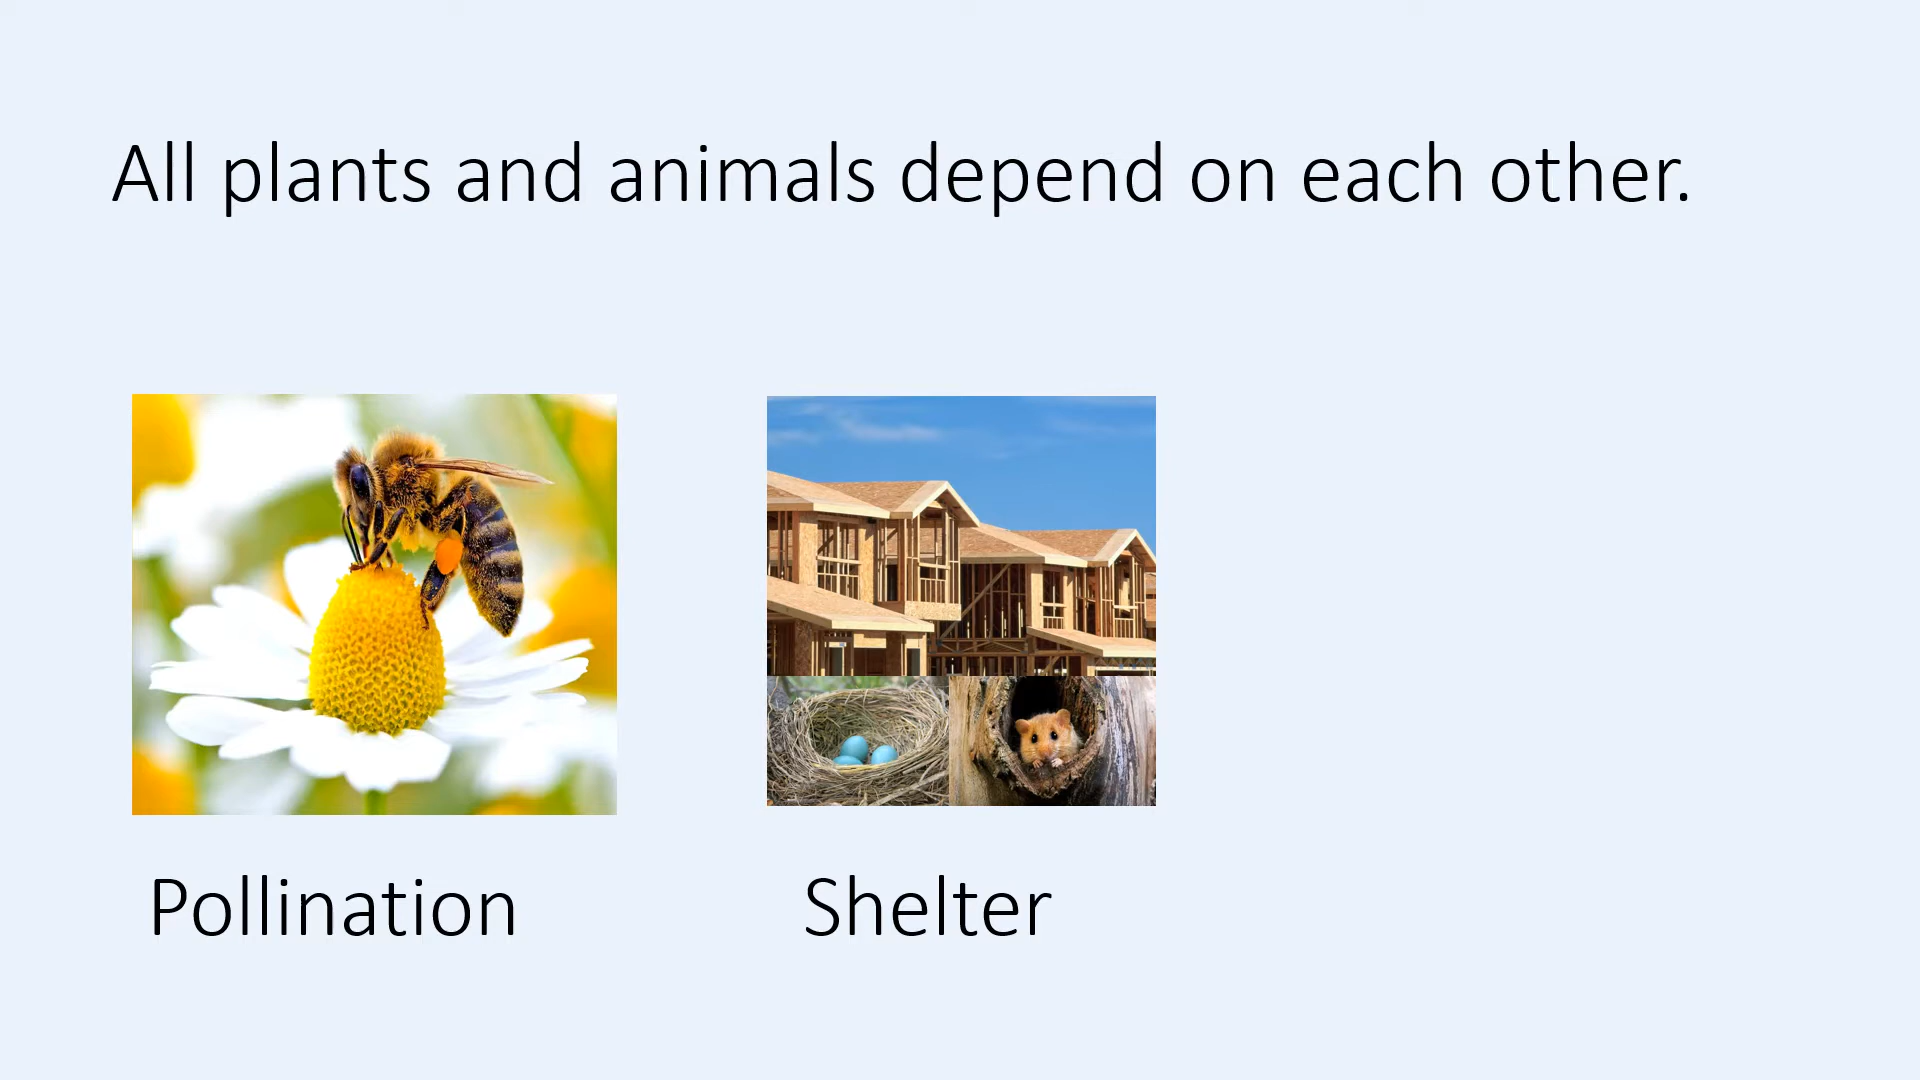 All plants and animals depend on each other.
Pollination
Shelter